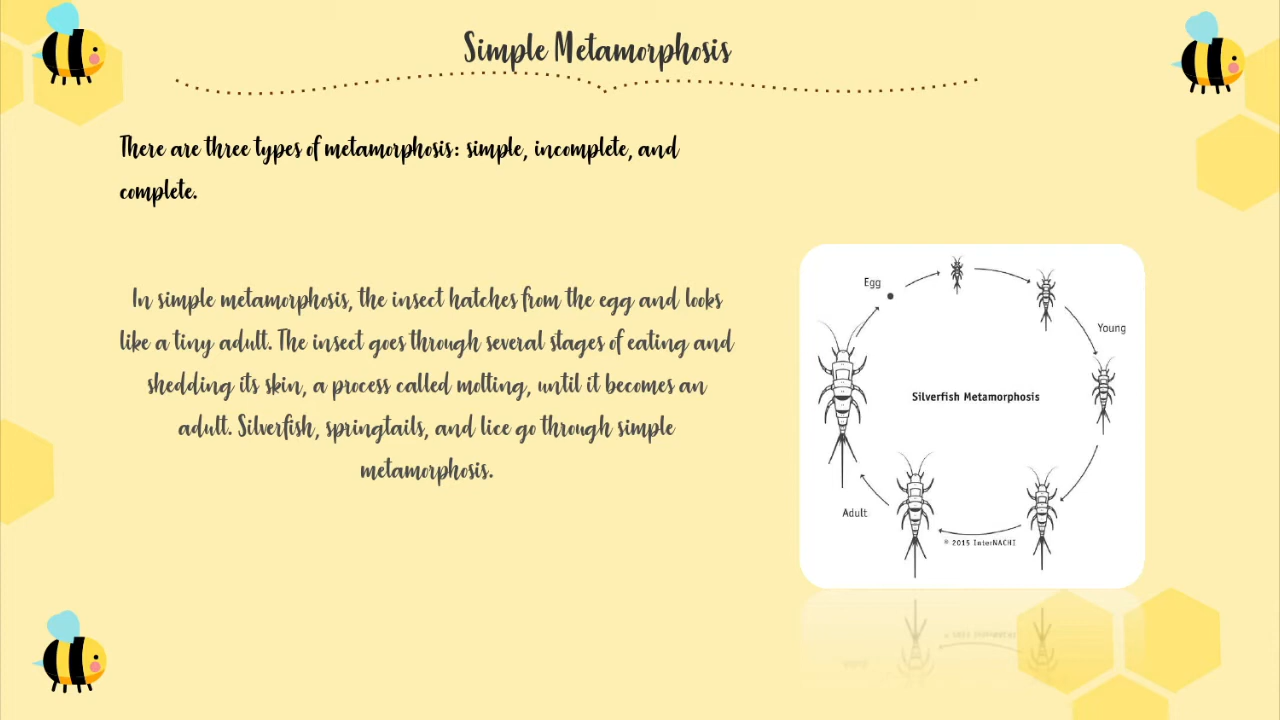 Simple Metamorphosis
There are three types of metamorphosis: simple, incomplete, and
complete.
In simple metamorphosis, the insect hatches from the egg and looks
like a tiny adult. The insect goes through several stages of eating and
shedding its skin, a process called molting, until it becomes an
adult. Silverfish, springtails, and lice go through simple
metamorphosis.
Egg
Young
Silverfish Metamorphosis
Adult
© 2015 InterNACHI